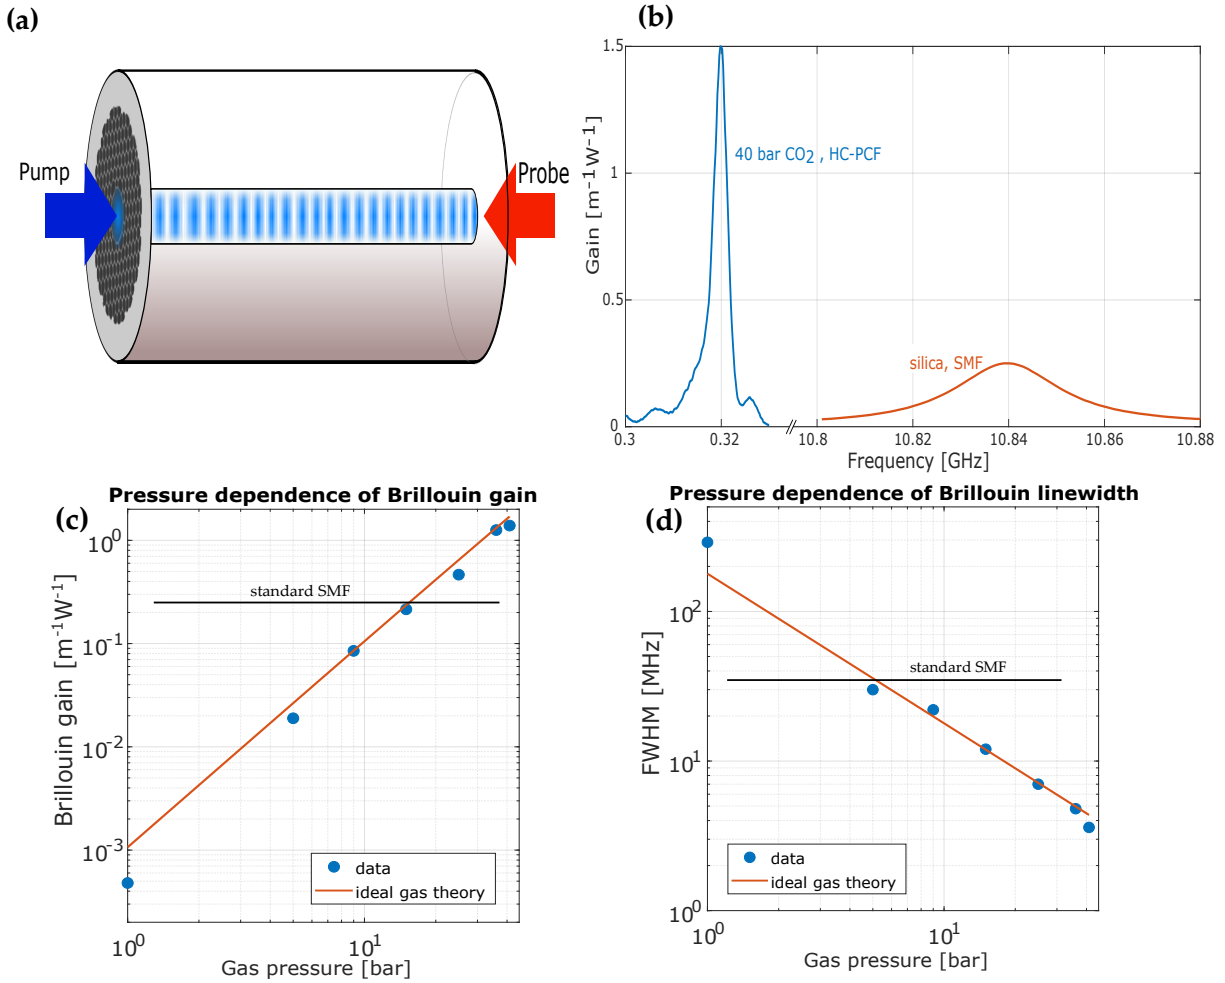 (a)
Pump
Probe
(b)
Gain [m⁻¹W⁻¹]
1.5
1
0.5
0
40 bar CO₂ , HC-PCF
silica, SMF
0.3
0.32
10.8
10.82
10.84
10.86
10.88
Frequency [GHz]
Pressure dependence of Brillouin gain
(c)
Brillouin gain [m⁻¹W⁻¹]
10⁰
10⁻¹
10⁻²
10⁻³
standard SMF
data
ideal gas theory
10⁰
10¹
Gas pressure [bar]
Pressure dependence of Brillouin linewidth
(d)
FWHM [MHz]
10²
10¹
10⁰
standard SMF
data
ideal gas theory
10⁰
10¹
Gas pressure [bar]